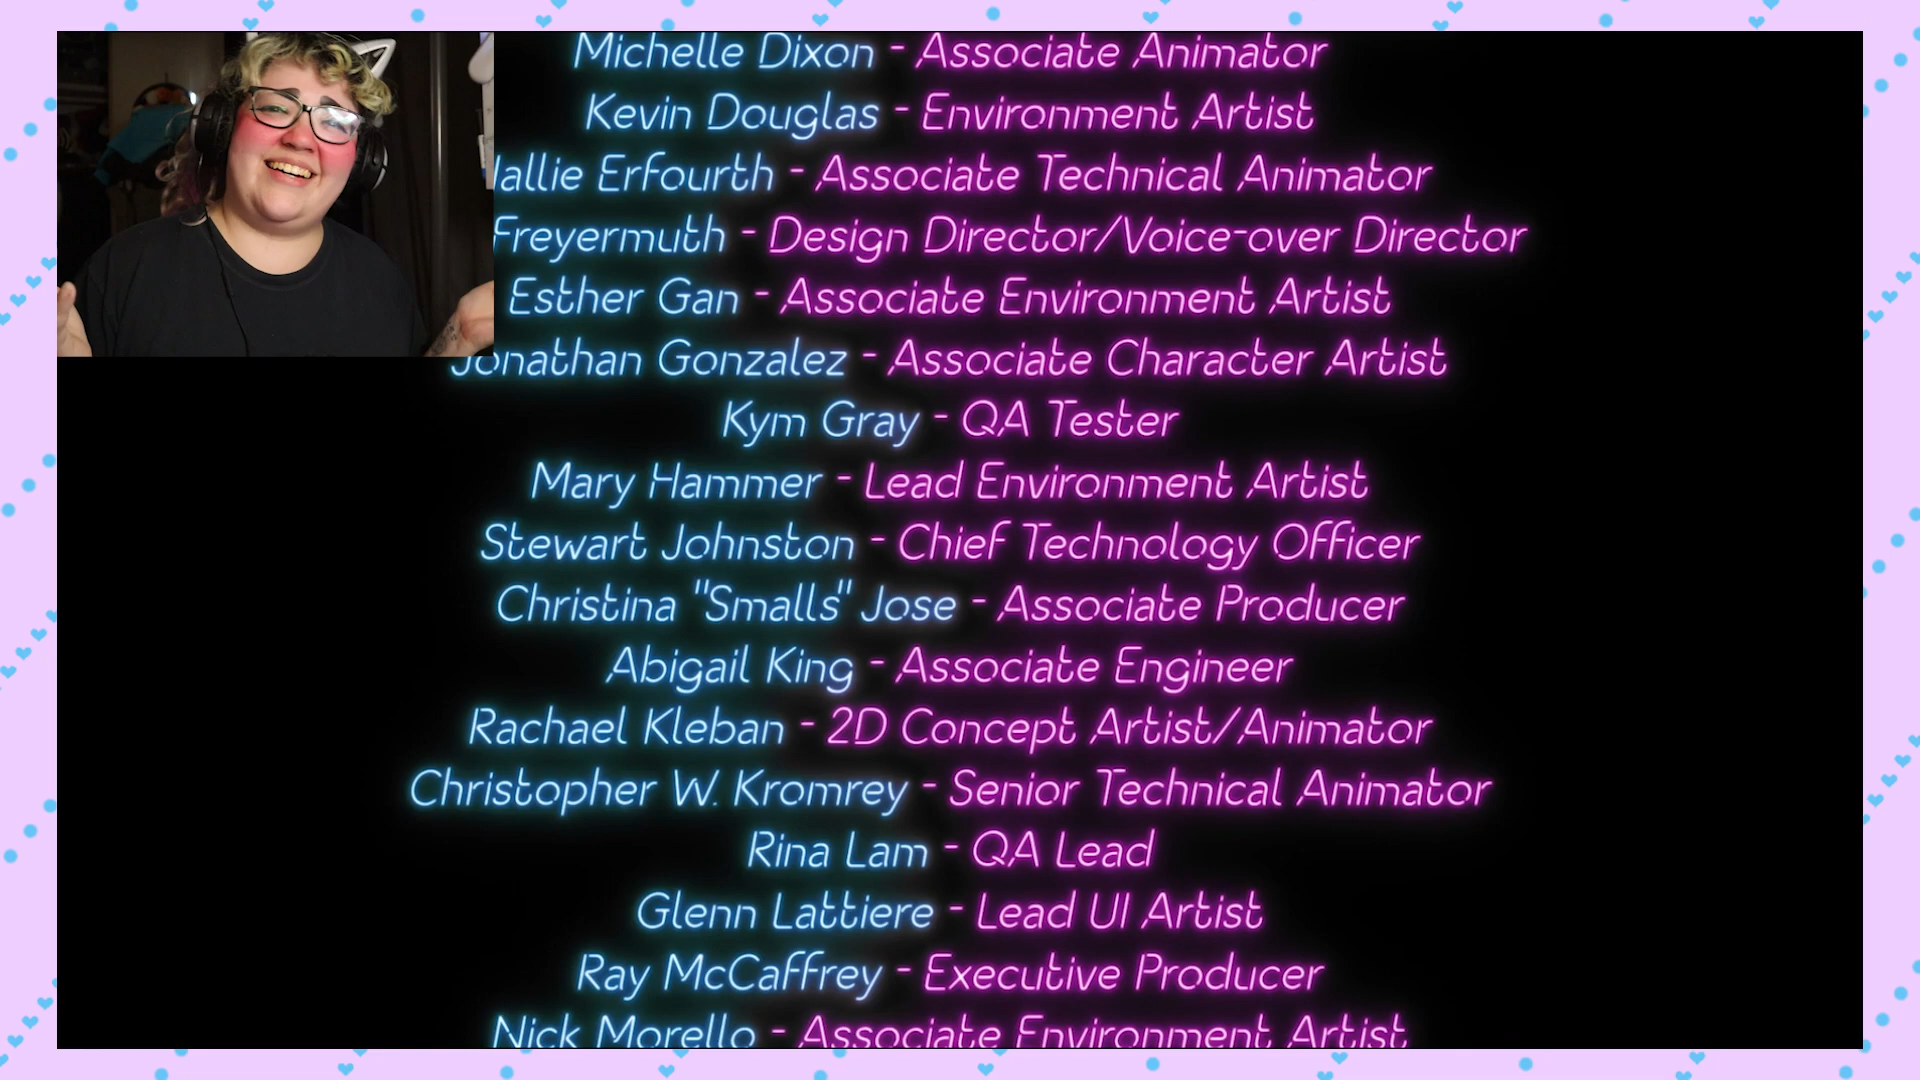 Michelle Dixon - Associate Animator
Kevin Douglas - Environment Artist
Erfourth - Associate Technical Animator
Freyermuth - Design Director/Voice-over Director
Esther Gan - Associate Environment Artist
Jonathan Gonzalez - Associate Character Artist
Kym Gray - QA Tester
Mary Hammer - Lead Environment Artist
Stewart Johnston - Chief Technology Officer
Christina "Smalls" Jose - Associate Producer
Abigail King - Associate Engineer
Rachael Kleban - 2D Concept Artist/Animator
Christopher W. Kromrey - Senior Technical Animator
Rina Lam - QA Lead
Glenn Lattiere - Lead UI Artist
Ray McCaffrey - Executive Producer
Nick Morello - Associate Environment Artist